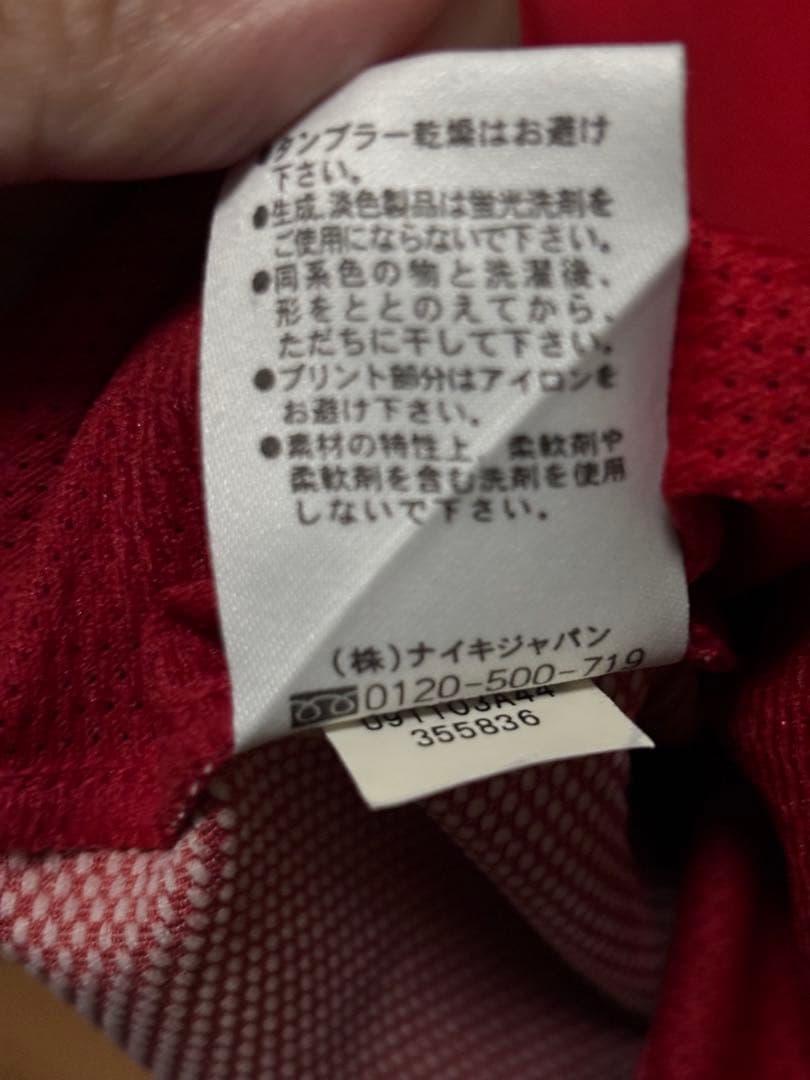 ●タンブラー乾燥はお避け
下さい。
●生成、淡色製品は蛍光洗剤を
ご使用にならないで下さい。
●同系色の物と洗濯後、
形をととのえてから、
ただちに干して下さい。
●プリント部分はアイロンを
お避け下さい。
●素材の特性上、柔軟剤や
柔軟剤を含む洗剤を使用
しないで下さい。
(株)ナイキジャパン
0120-500-719
091103A44
355836